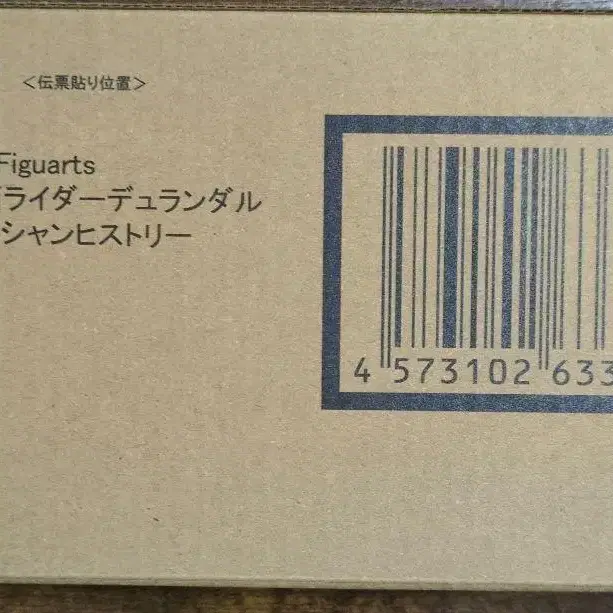 ＜伝票貼り位置＞
Figuarts
ライダーデュランダル
シャンヒストリー
4 573102 633